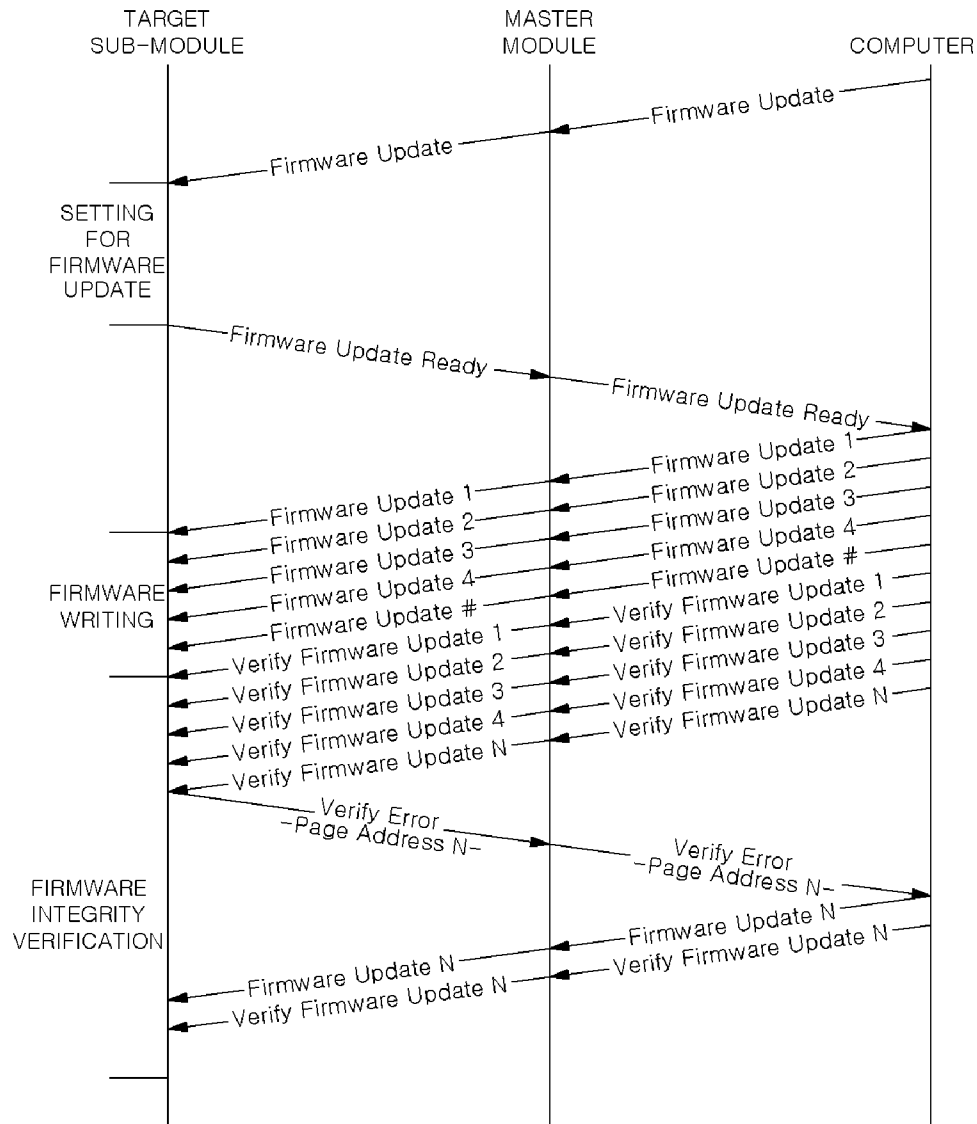 TARGET
SUB-MODULE
MASTER
MODULE
COMPUTER
Firmware Update
Firmware Update
SETTING
FOR
FIRMWARE
UPDATE
Firmware Update Ready
Firmware Update Ready
Firmware Update 1
Firmware Update 2
Firmware Update 3
Firmware Update 4
Firmware Update #
Verify Firmware Update 1
Verify Firmware Update 2
Verify Firmware Update 3
Verify Firmware Update 4
Verify Firmware Update N
Firmware Update 1
Firmware Update 2
Firmware Update 3
Firmware Update 4
Firmware Update #
Verify Firmware Update 1
Verify Firmware Update 2
Verify Firmware Update 3
Verify Firmware Update 4
Verify Firmware Update N
FIRMWARE
WRITING
Verify Error
-Page Address N-
Verify Error
-Page Address N-
FIRMWARE
INTEGRITY
VERIFICATION
Firmware Update N
Verify Firmware Update N
Firmware Update N
Verify Firmware Update N